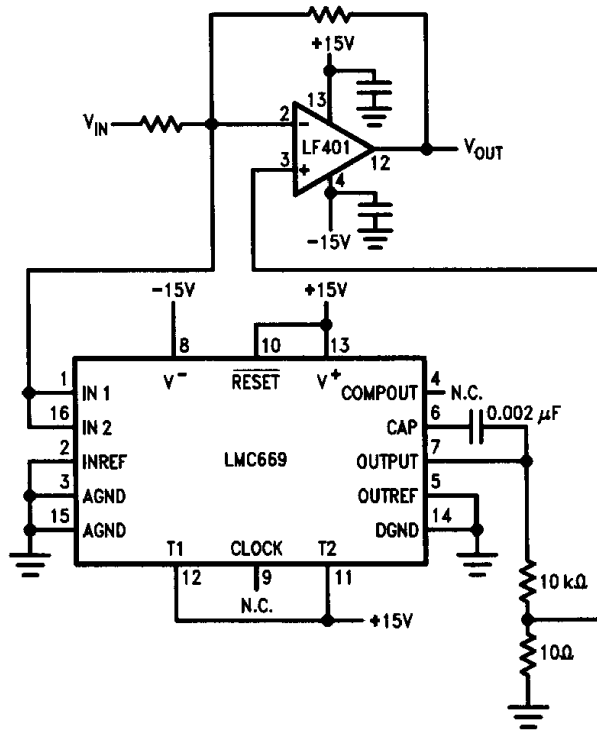 +15V
13
V_IN
2
-
LF401
3
+
12
V_OUT
4
-15V
-15V
+15V
8
10
13
V-
RESET
V+
1
IN 1
COMPOUT
4
N.C.
16
IN 2
CAP
6
0.002 μF
2
INREF
LMC669
OUTPUT
7
3
AGND
OUTREF
5
15
AGND
DGND
14
T1
CLOCK
T2
12
9
11
N.C.
+15V
10 kΩ
10Ω